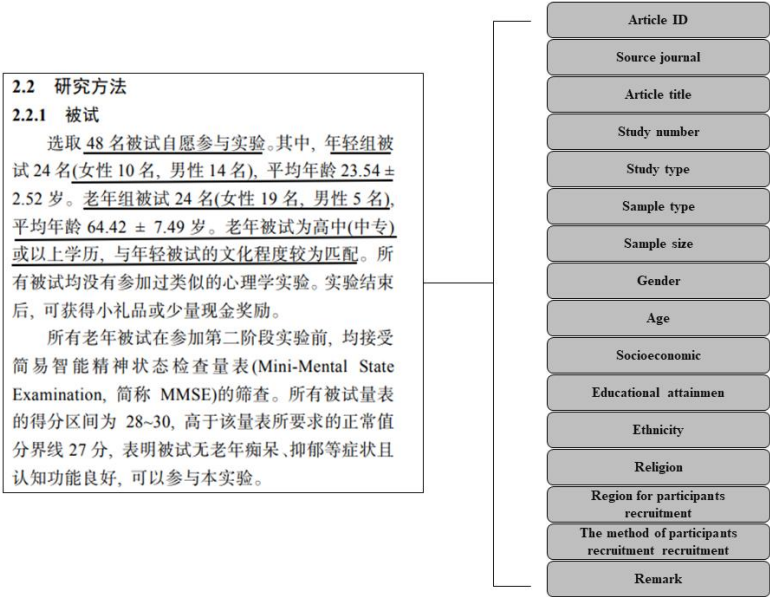 2.2 研究方法
2.2.1 被试
选取 48 名被试自愿参与实验。其中, 年轻组被
试 24 名(女性 10 名, 男性 14 名), 平均年龄 23.54 ±
2.52 岁。老年组被试 24 名(女性 19 名, 男性 5 名),
平均年龄 64.42 ± 7.49 岁。老年被试为高中(中专)
或以上学历, 与年轻被试的文化程度较为匹配。所
有被试均没有参加过类似的心理学实验。实验结束
后, 可获得小礼品或少量现金奖励。
所有老年被试在参加第二阶段实验前, 均接受
简易智能精神状态检查量表(Mini-Mental State
Examination, 简称 MMSE)的筛查。所有被试量表
的得分区间为 28~30, 高于该量表所要求的正常值
分界线 27 分, 表明被试无老年痴呆、抑郁等症状且
认知功能良好, 可以参与本实验。
Article ID
Source journal
Article title
Study number
Study type
Sample type
Sample size
Gender
Age
Socioeconomic
Educational attainmen
Ethnicity
Religion
Region for participants
recruitment
The method of participants
recruitment recruitment
Remark